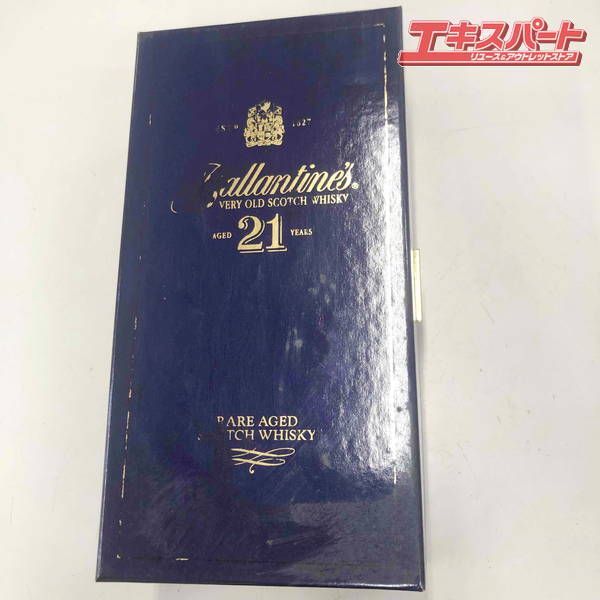 エキスパート
リユース&アウトレットストア
1827
Ballantine's®
VERY OLD SCOTCH WHISKY
AGED 21 YEARS
RARE AGED
SCOTCH WHISKY